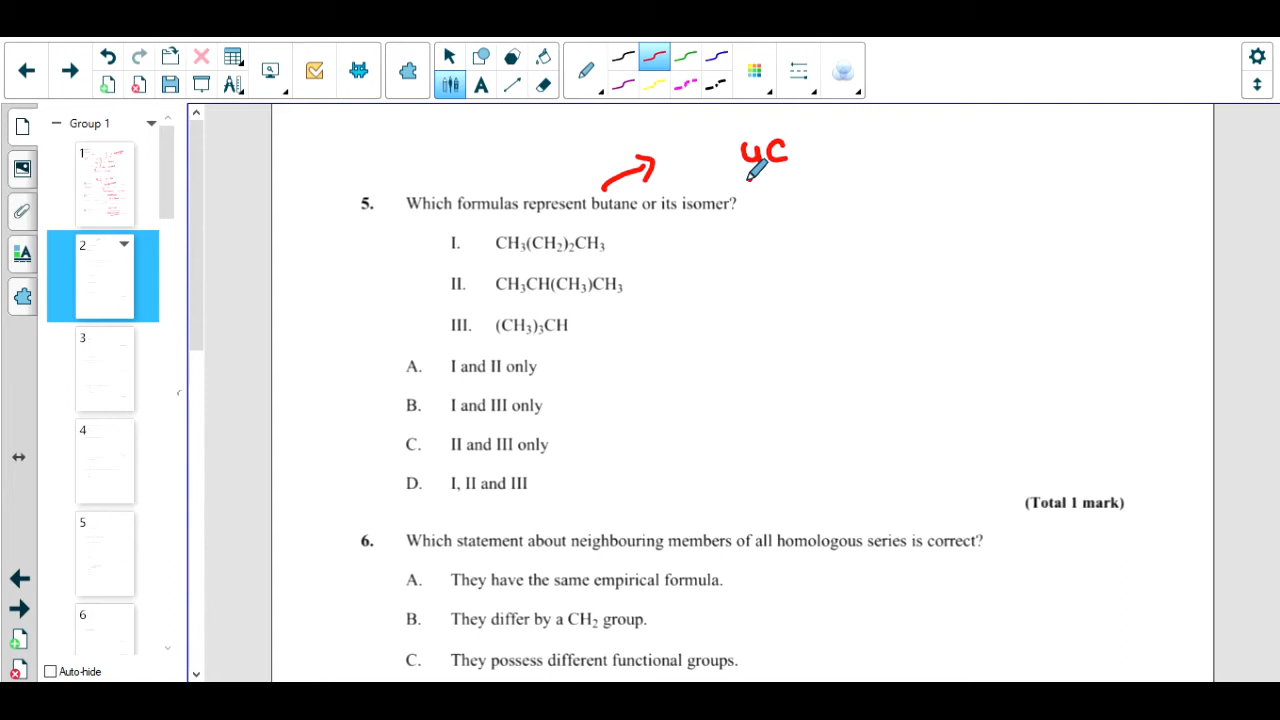 Group 1
1
2
3
4
5
6
Auto-hide
4C
5. Which formulas represent butane or its isomer?
I. CH₃(CH₂)₂CH₃
II. CH₃CH(CH₃)CH₃
III. (CH₃)₃CH
A. I and II only
B. I and III only
C. II and III only
D. I, II and III
(Total 1 mark)
6. Which statement about neighbouring members of all homologous series is correct?
A. They have the same empirical formula.
B. They differ by a CH₂ group.
C. They possess different functional groups.